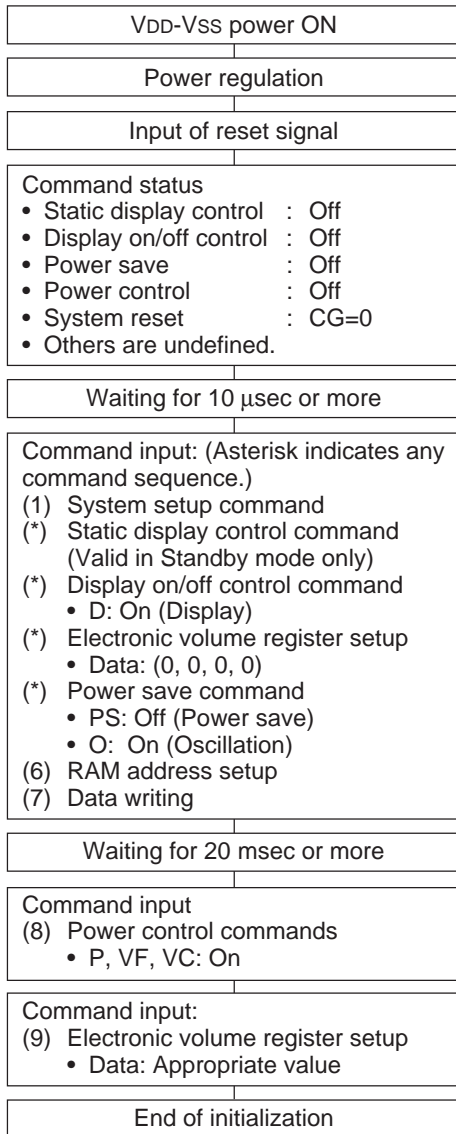 VDD-VSS power ON
Power regulation
Input of reset signal
Command status
• Static display control : Off
• Display on/off control : Off
• Power save : Off
• Power control : Off
• System reset : CG=0
• Others are undefined.
Waiting for 10 μsec or more
Command input: (Asterisk indicates any
command sequence.)
(1) System setup command
(*) Static display control command
(Valid in Standby mode only)
(*) Display on/off control command
• D: On (Display)
(*) Electronic volume register setup
• Data: (0, 0, 0, 0)
(*) Power save command
• PS: Off (Power save)
• O: On (Oscillation)
(6) RAM address setup
(7) Data writing
Waiting for 20 msec or more
Command input
(8) Power control commands
• P, VF, VC: On
Command input:
(9) Electronic volume register setup
• Data: Appropriate value
End of initialization